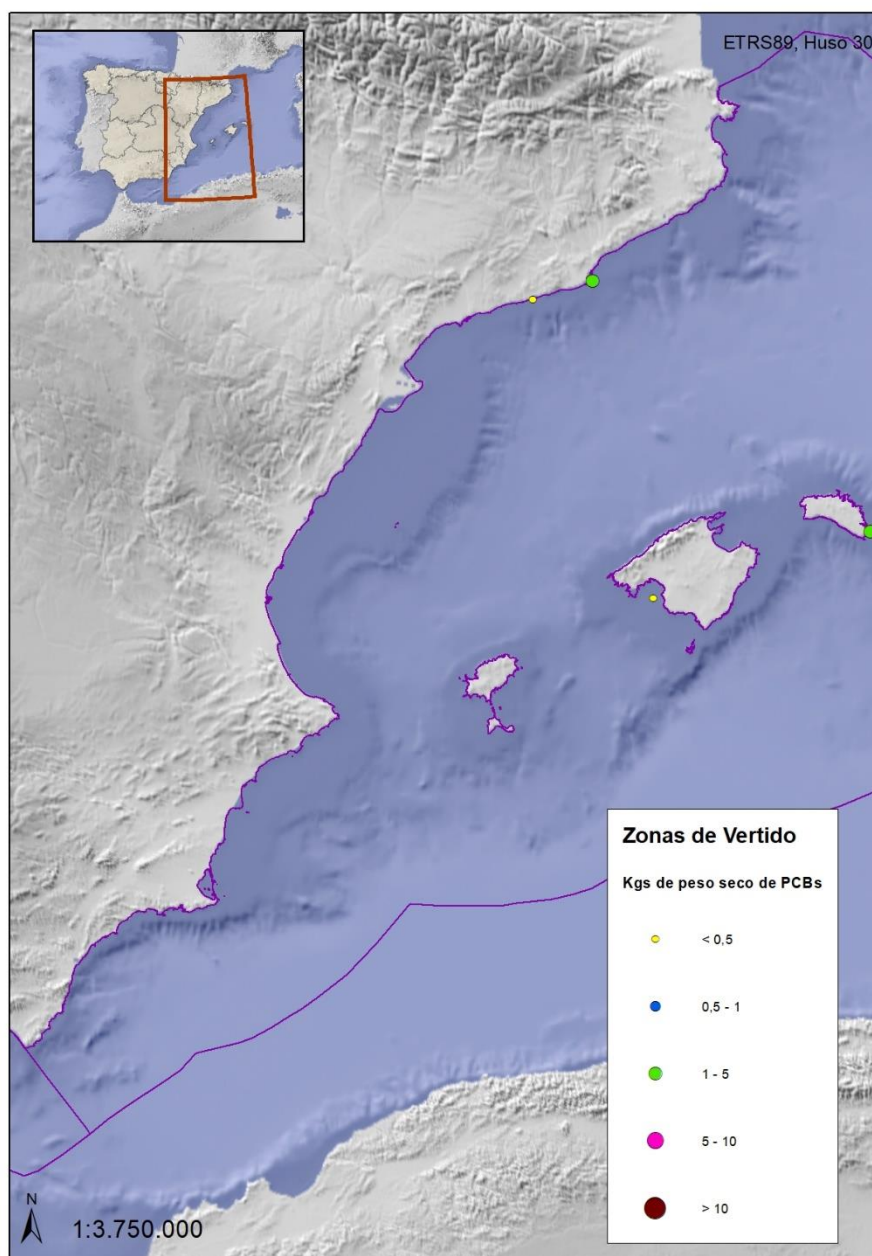 ETRS89, Huso 30
Zonas de Vertido
Kgs de peso seco de PCBs
< 0,5
0,5 - 1
1 - 5
5 - 10
> 10
N
1:3.750.000